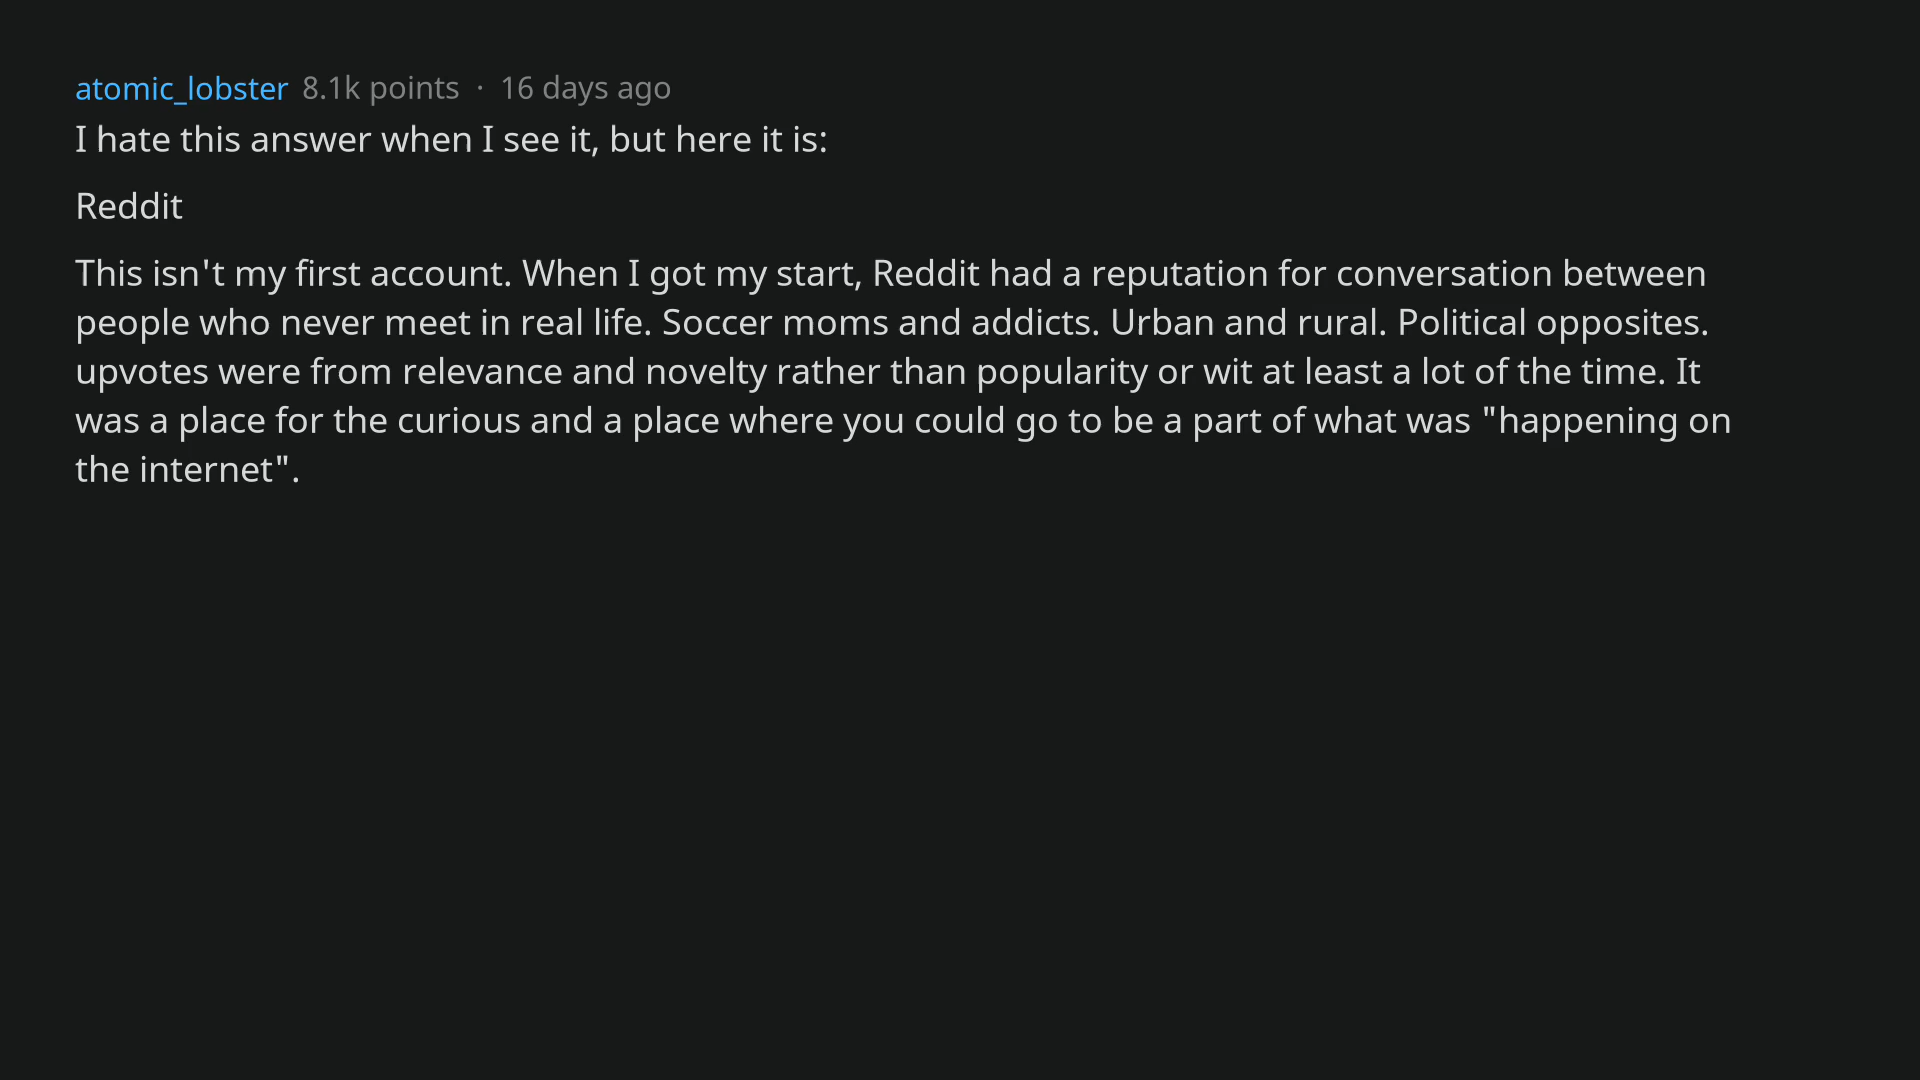 atomic_lobster 8.1k points · 16 days ago
I hate this answer when I see it, but here it is:
Reddit
This isn't my first account. When I got my start, Reddit had a reputation for conversation between
people who never meet in real life. Soccer moms and addicts. Urban and rural. Political opposites.
upvotes were from relevance and novelty rather than popularity or wit at least a lot of the time. It
was a place for the curious and a place where you could go to be a part of what was "happening on
the internet".